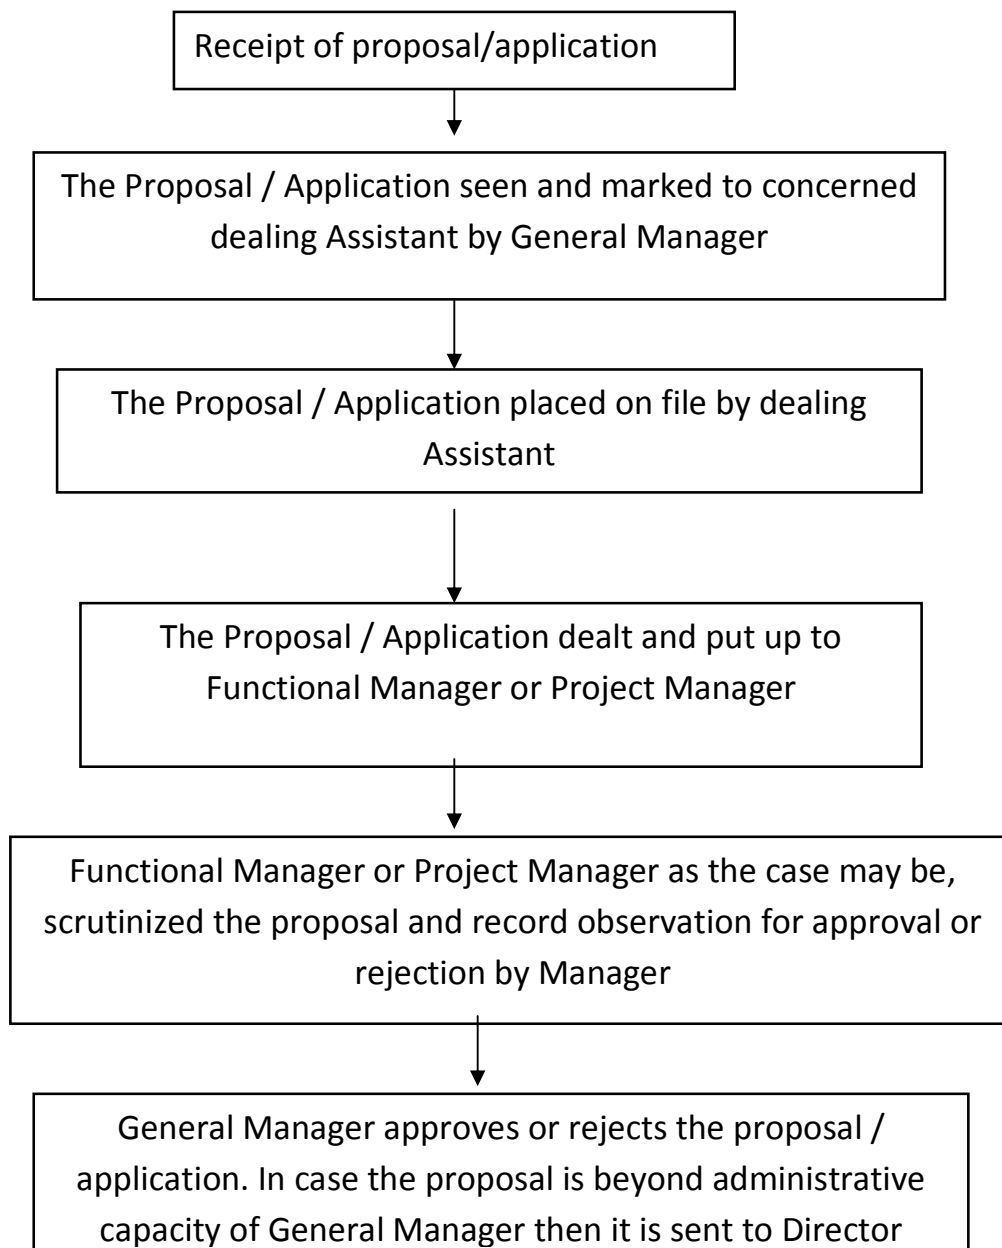 Receipt of proposal/application
The Proposal / Application seen and marked to concerned
dealing Assistant by General Manager
The Proposal / Application placed on file by dealing
Assistant
The Proposal / Application dealt and put up to
Functional Manager or Project Manager
Functional Manager or Project Manager as the case may be,
scrutinized the proposal and record observation for approval or
rejection by Manager
General Manager approves or rejects the proposal /
application. In case the proposal is beyond administrative
capacity of General Manager then it is sent to Director